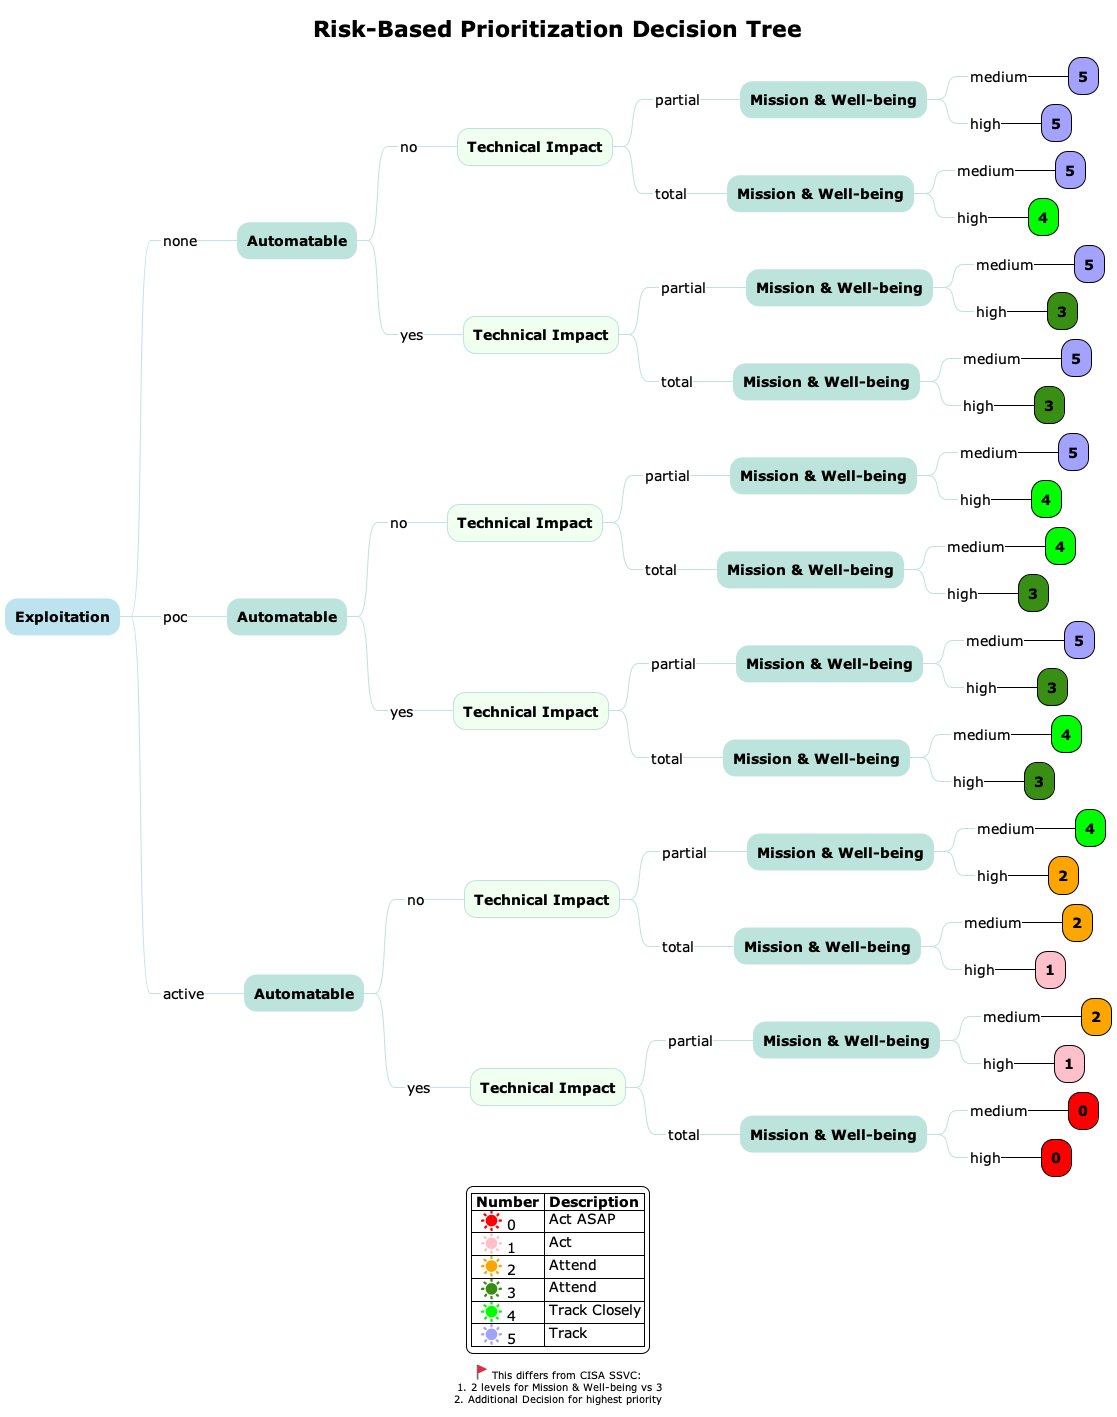 Risk-Based Prioritization Decision Tree
medium 5
partial Mission & Well-being
high 5
no Technical Impact
medium 5
total Mission & Well-being
high 4
none Automatable
medium 5
partial Mission & Well-being
high 3
yes Technical Impact
medium 5
total Mission & Well-being
high 3
medium 5
partial Mission & Well-being
high 4
no Technical Impact
medium 4
total Mission & Well-being
high 3
Exploitation poc Automatable
medium 5
partial Mission & Well-being
high 3
yes Technical Impact
medium 4
total Mission & Well-being
high 3
medium 4
partial Mission & Well-being
high 2
no Technical Impact
medium 2
total Mission & Well-being
high 1
active Automatable
medium 2
partial Mission & Well-being
high 1
yes Technical Impact
medium 0
total Mission & Well-being
high 0
Number Description
0 Act ASAP
1 Act
2 Attend
3 Attend
4 Track Closely
5 Track
This differs from CISA SSVC:
1. 2 levels for Mission & Well-being vs 3
2. Additional Decision for highest priority